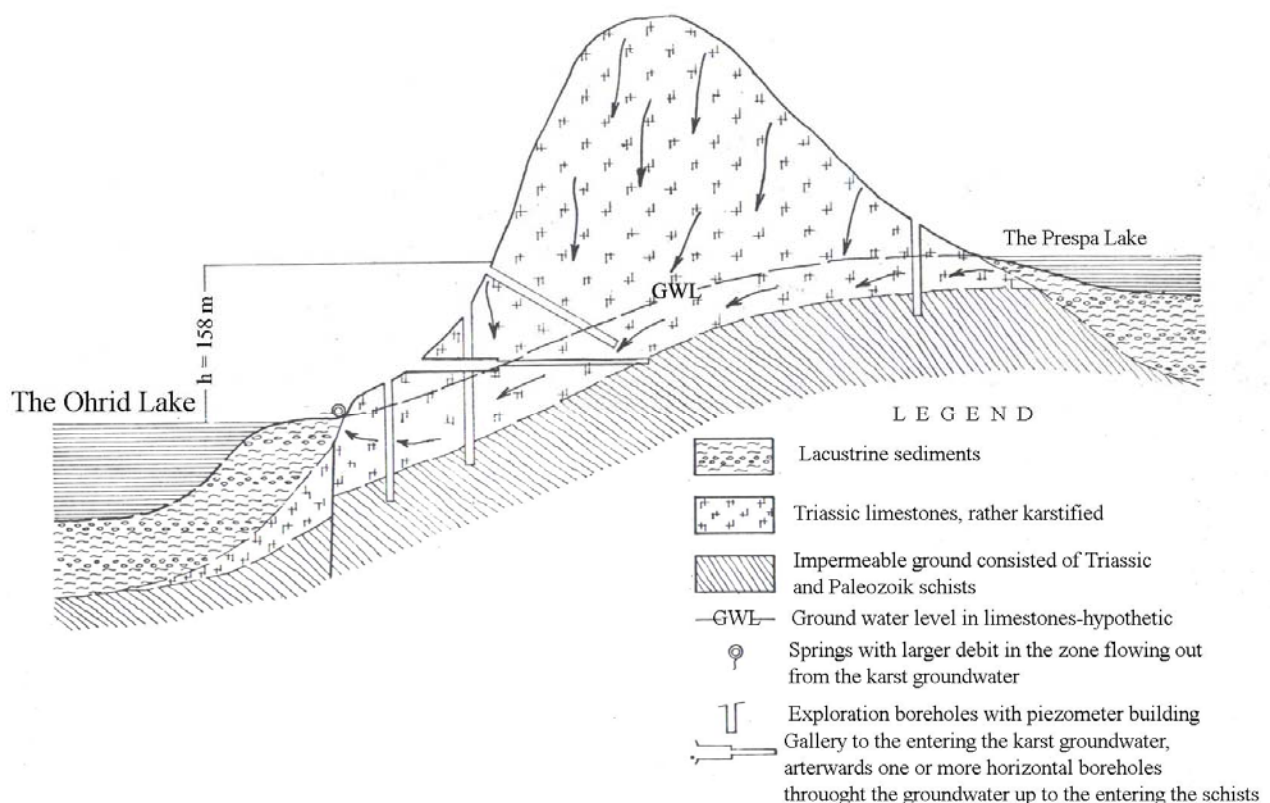 The Prespa Lake
GWL
h = 158 m
The Ohrid Lake
L E G E N D
Lacustrine sediments
Triassic limestones, rather karstified
Impermeable ground consisted of Triassic
and Paleozoik schists
GWL Ground water level in limestones-hypothetic
Springs with larger debit in the zone flowing out
from the karst groundwater
Exploration boreholes with piezometer building
Gallery to the entering the karst groundwater,
arterwards one or more horizontal boreholes
throught the groundwater up to the entering the schists